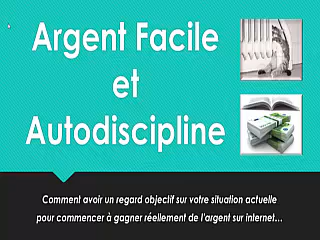 Argent Facile
et
Autodiscipline
Comment avoir un regard objectif sur votre situation actuelle
pour commencer à gagner réellement de l'argent sur internet...